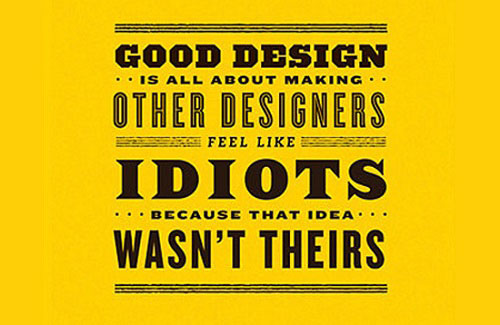 GOOD DESIGN
IS ALL ABOUT MAKING
OTHER DESIGNERS
FEEL LIKE
IDIOTS
BECAUSE THAT IDEA
WASN'T THEIRS